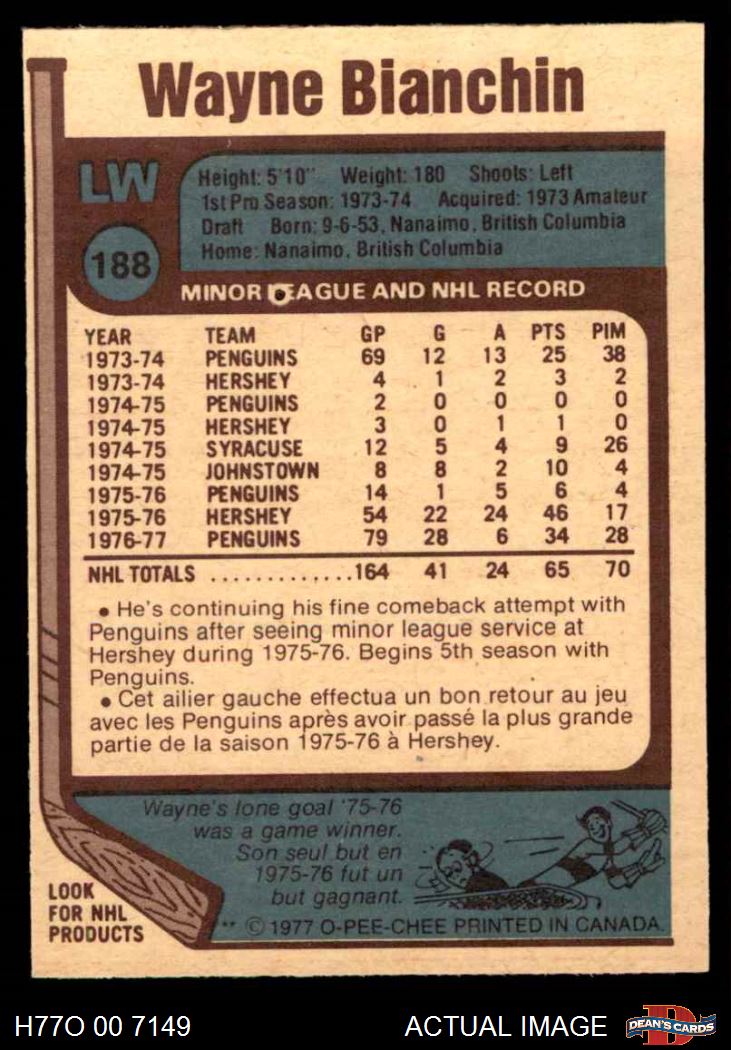 Wayne Bianchin
LW
Height: 5'10" Weight: 180 Shoots: Left
1st Pro Season: 1973-74 Acquired: 1973 Amateur
Draft Born: 9-6-53, Nanaimo, British Columbia
Home: Nanaimo, British Columbia
188
MINOR LEAGUE AND NHL RECORD
YEAR TEAM GP G A PTS PIM
1973-74 PENGUINS 69 12 13 25 38
1973-74 HERSHEY 4 1 2 3 2
1974-75 PENGUINS 2 0 0 0 0
1974-75 HERSHEY 3 0 1 1 0
1974-75 SYRACUSE 12 5 4 9 26
1974-75 JOHNSTOWN 8 8 2 10 4
1975-76 PENGUINS 14 1 5 6 4
1975-76 HERSHEY 54 22 24 46 17
1976-77 PENGUINS 79 28 6 34 28
NHL TOTALS .............164 41 24 65 70
• He's continuing his fine comeback attempt with
Penguins after seeing minor league service at
Hershey during 1975-76. Begins 5th season with
Penguins.
• Cet ailier gauche effectua un bon retour au jeu
avec les Penguins après avoir passé la plus grande
partie de la saison 1975-76 à Hershey.
Wayne's lone goal '75-76
was a game winner.
Son seul but en
1975-76 fut un
but gagnant.
LOOK
FOR NHL
PRODUCTS
** © 1977 O-PEE-CHEE PRINTED IN CANADA.
H77O 00 7149 ACTUAL IMAGE
D
DEAN'S CARDS